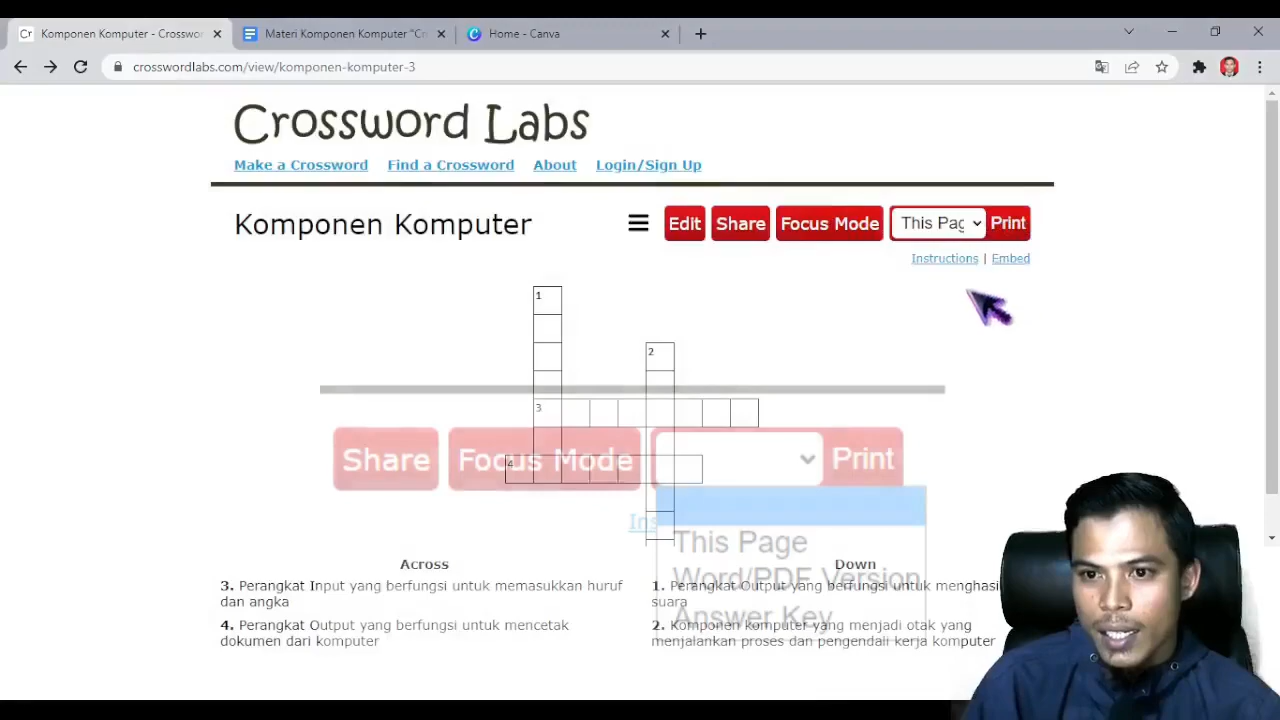 Komponen Komputer - Crosswor
Materi Komponen Komputer "Cr
Home - Canva
crosswordlabs.com/view/komponen-komputer-3
Crossword Labs
Make a Crossword Find a Crossword About Login/Sign Up
Komponen Komputer
Edit Share Focus Mode This Pag Print
Instructions | Embed
1
2
3
4
Share Focus Mode Print
Ins
This Page
Word/PDF Version
Answer Key
Across
3. Perangkat Input yang berfungsi untuk memasukkan huruf
dan angka
4. Perangkat Output yang berfungsi untuk mencetak
dokumen dari komputer
Down
1. Perangkat Output yang berfungsi untuk menghasi
suara
2. Komponen komputer yang menjadi otak yang
menjalankan proses dan pengendali kerja komputer